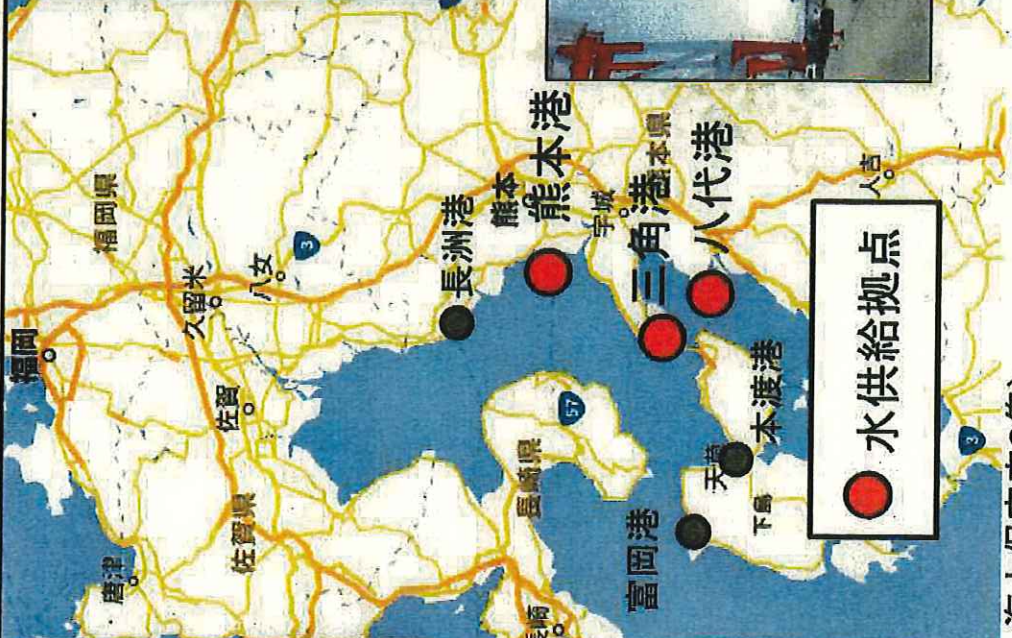 福岡
福岡県
唐津
久留米
佐賀
佐賀県
八女
3
長洲港
熊本
熊本港
57
長崎県
宇城
三角港
熊本県
八代港
富岡港
天草
本渡港
下島
人吉
水供給拠点
3